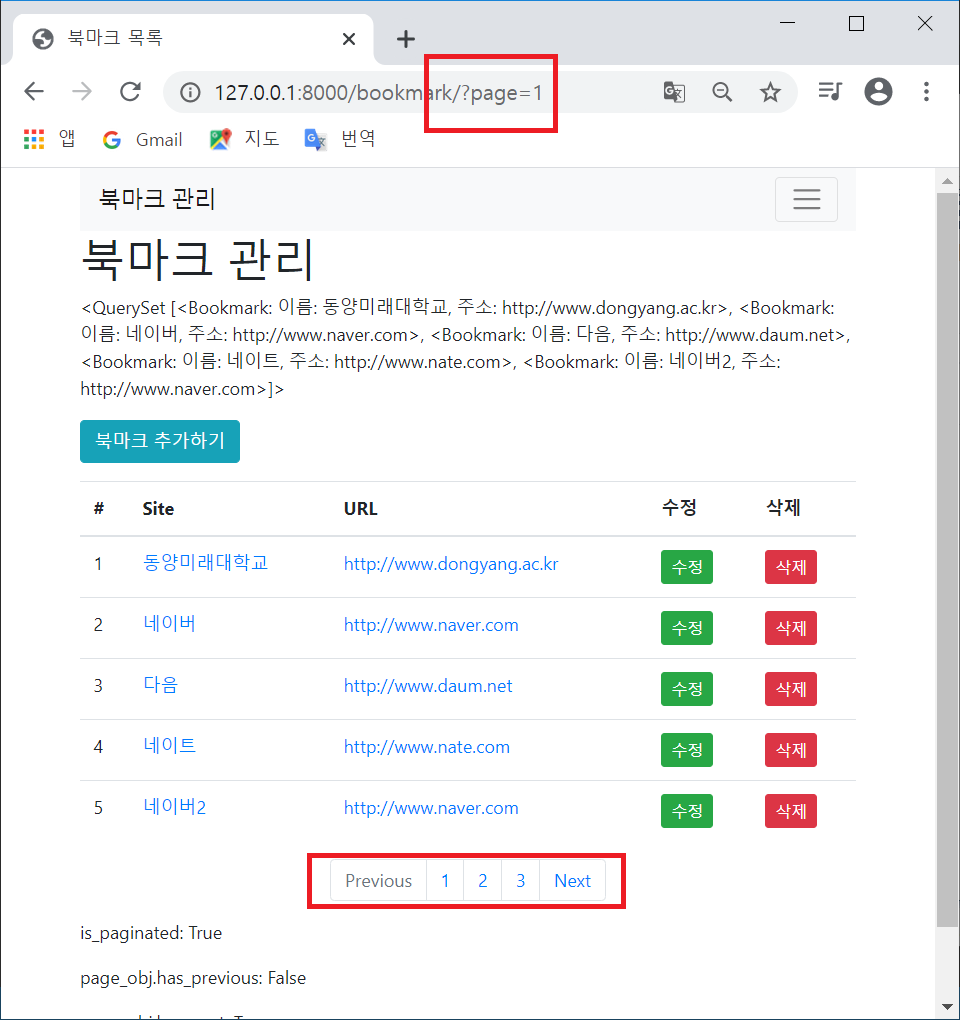 북마크 목록
127.0.0.1:8000/bookmark/?page=1
앱 Gmail 지도 번역
북마크 관리
북마크 관리
<QuerySet [<Bookmark: 이름: 동양미래대학교, 주소: http://www.dongyang.ac.kr>, <Bookmark:
이름: 네이버, 주소: http://www.naver.com>, <Bookmark: 이름: 다음, 주소: http://www.daum.net>,
<Bookmark: 이름: 네이트, 주소: http://www.nate.com>, <Bookmark: 이름: 네이버2, 주소:
http://www.naver.com>]>
북마크 추가하기
# Site URL 수정 삭제
1 동양미래대학교 http://www.dongyang.ac.kr 수정 삭제
2 네이버 http://www.naver.com 수정 삭제
3 다음 http://www.daum.net 수정 삭제
4 네이트 http://www.nate.com 수정 삭제
5 네이버2 http://www.naver.com 수정 삭제
Previous 1 2 3 Next
is_paginated: True
page_obj.has_previous: False